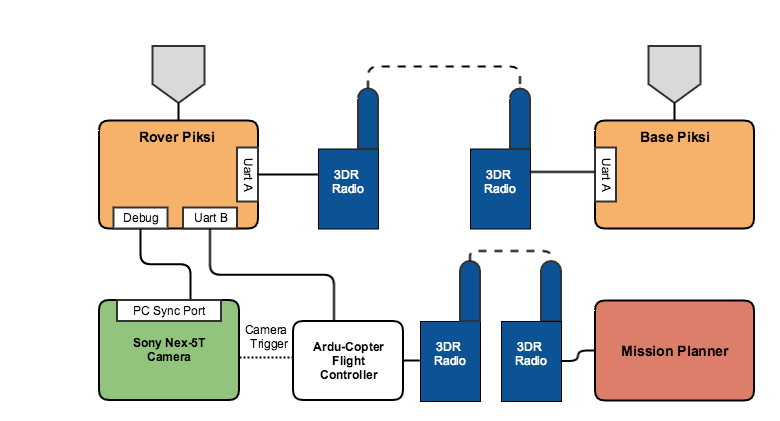 Rover Piksi
Base Piksi
Uart A
3DR
Radio
3DR
Radio
Uart A
Debug
Uart B
PC Sync Port
Sony Nex-5T
Camera
Camera
Trigger
Ardu-Copter
Flight
Controller
3DR
Radio
3DR
Radio
Mission Planner